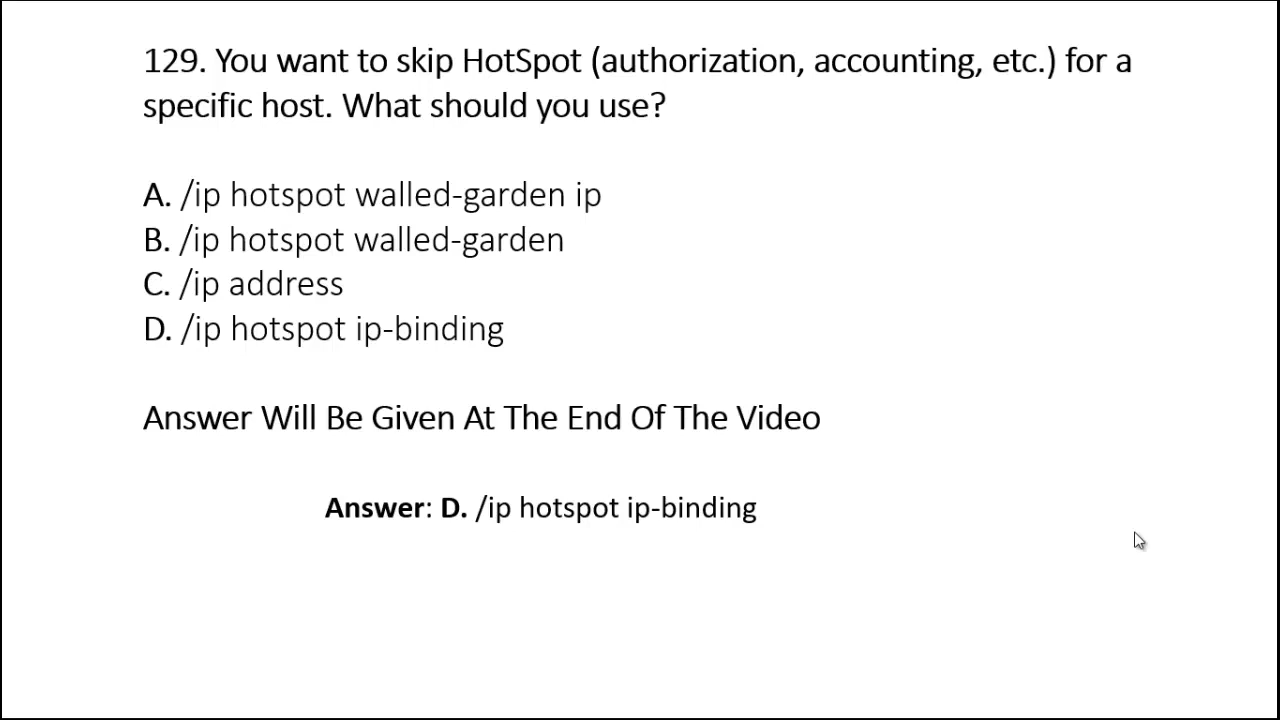 129. You want to skip HotSpot (authorization, accounting, etc.) for a
specific host. What should you use?
A. /ip hotspot walled-garden ip
B. /ip hotspot walled-garden
C. /ip address
D. /ip hotspot ip-binding
Answer Will Be Given At The End Of The Video
Answer: D. /ip hotspot ip-binding